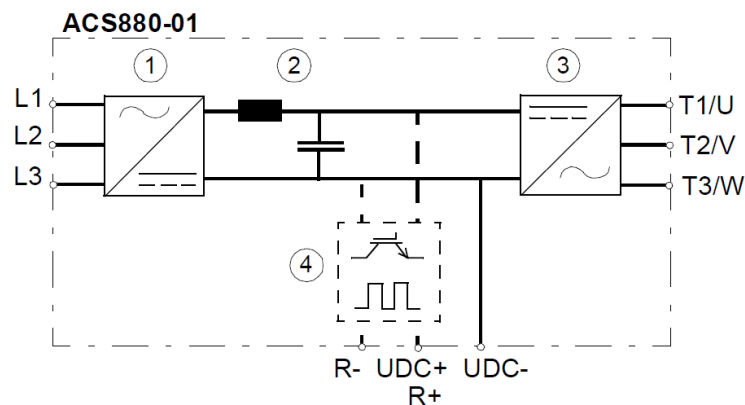 ACS880-01
1
2
3
L1
L2
L3
T1/U
T2/V
T3/W
4
R- UDC+ UDC-
R+